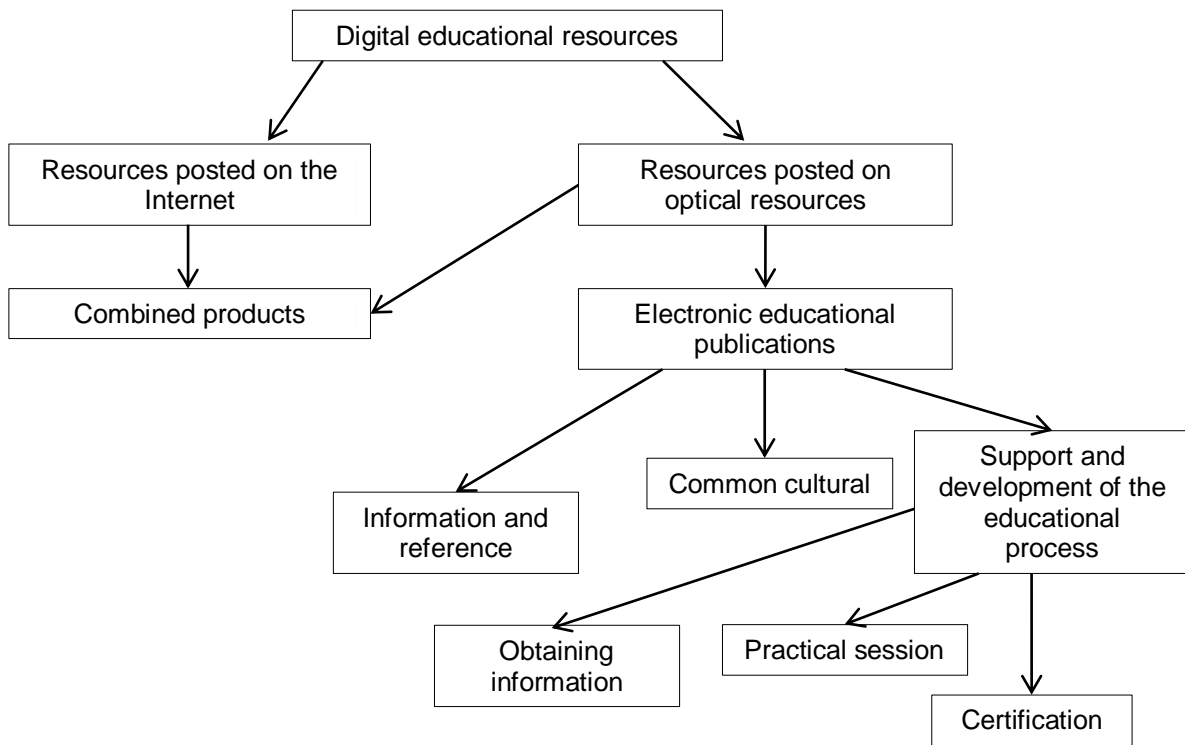 Digital educational resources
Resources posted on the
Internet
Resources posted on
optical resources
Combined products
Electronic educational
publications
Information and
reference
Common cultural
Support and
development of the
educational
process
Obtaining
information
Practical session
Certification